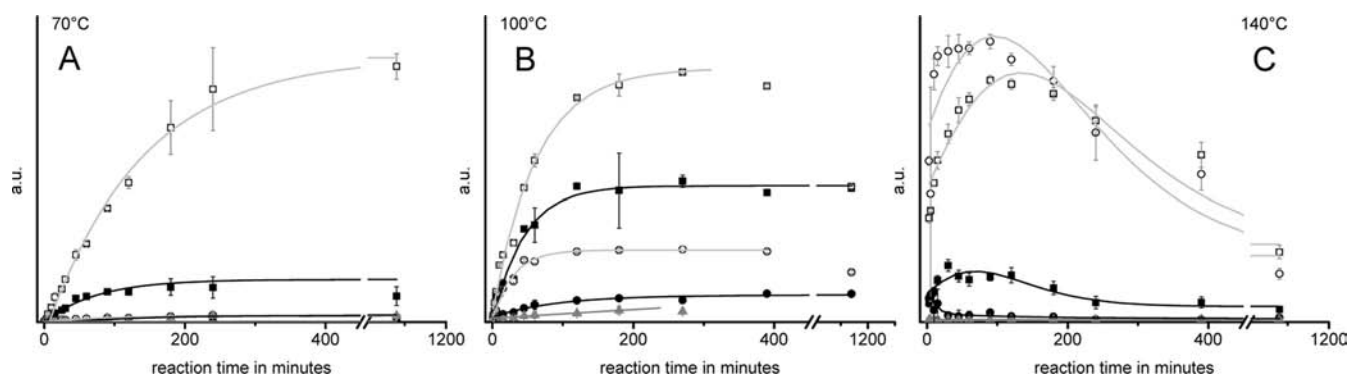 70°C
A
a.u.
0
200
400
1200
reaction time in minutes
100°C
B
a.u.
0
200
400
1200
reaction time in minutes
140°C
C
a.u.
0
200
400
1200
reaction time in minutes